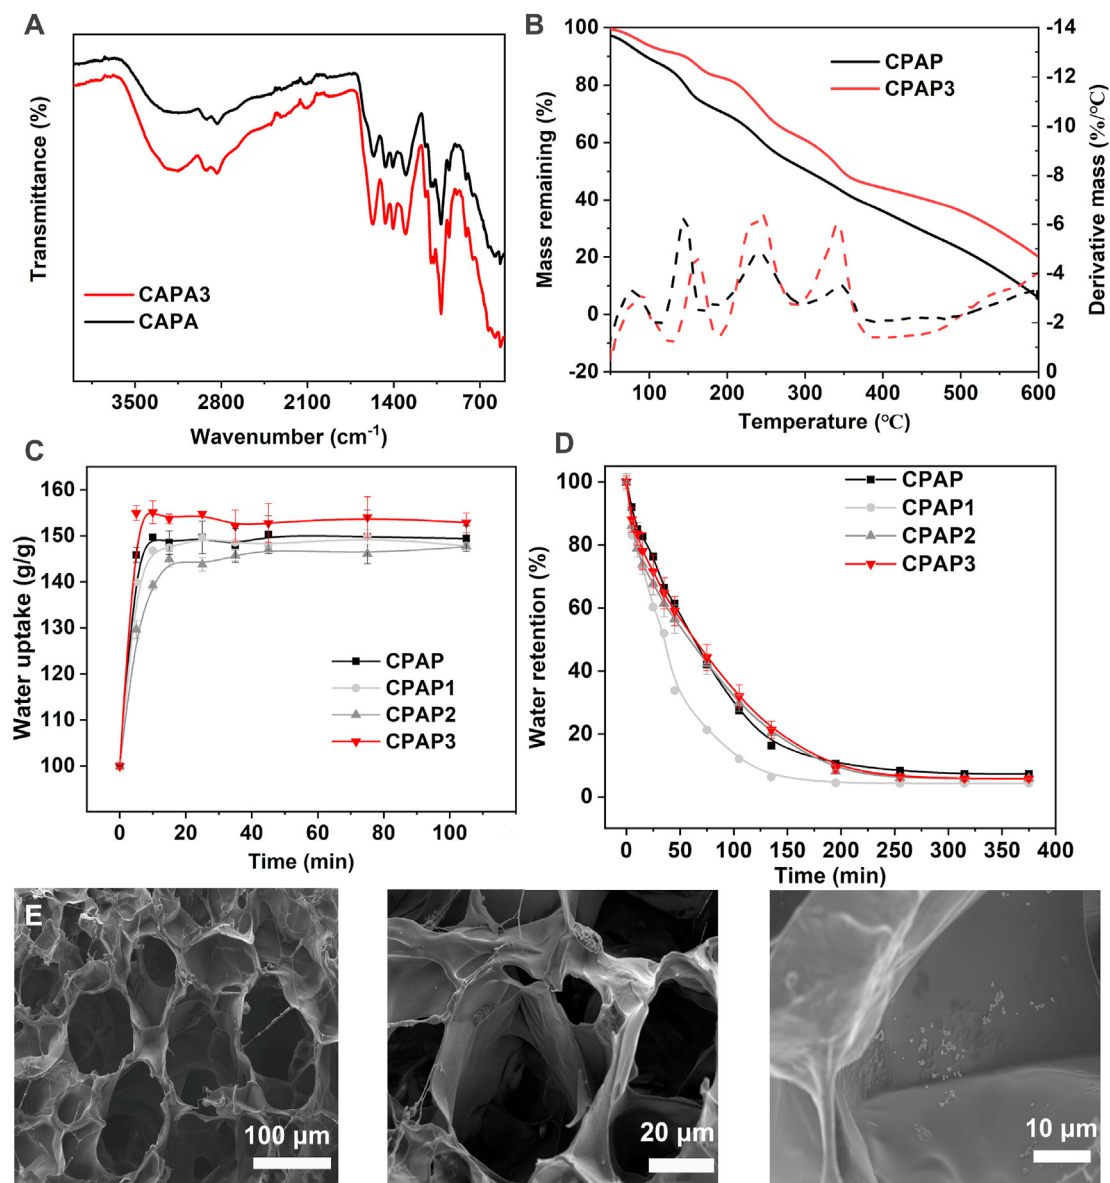 A
Transmittance (%)
CAPA3
CAPA
3500 2800 2100 1400 700
Wavenumber (cm-1)
B
100
80
60
40
20
0
-20
Mass remaining (%)
CPAP
CPAP3
-14
-12
-10
-8
-6
-4
-2
0
Derivative mass (%/℃)
100 200 300 400 500 600
Temperature (℃)
C
160
150
140
130
120
110
100
Water uptake (g/g)
CPAP
CPAP1
CPAP2
CPAP3
0 20 40 60 80 100
Time (min)
D
100
80
60
40
20
0
Water retention (%)
CPAP
CPAP1
CPAP2
CPAP3
0 50 100 150 200 250 300 350 400
Time (min)
E
100 μm
20 μm
10 μm